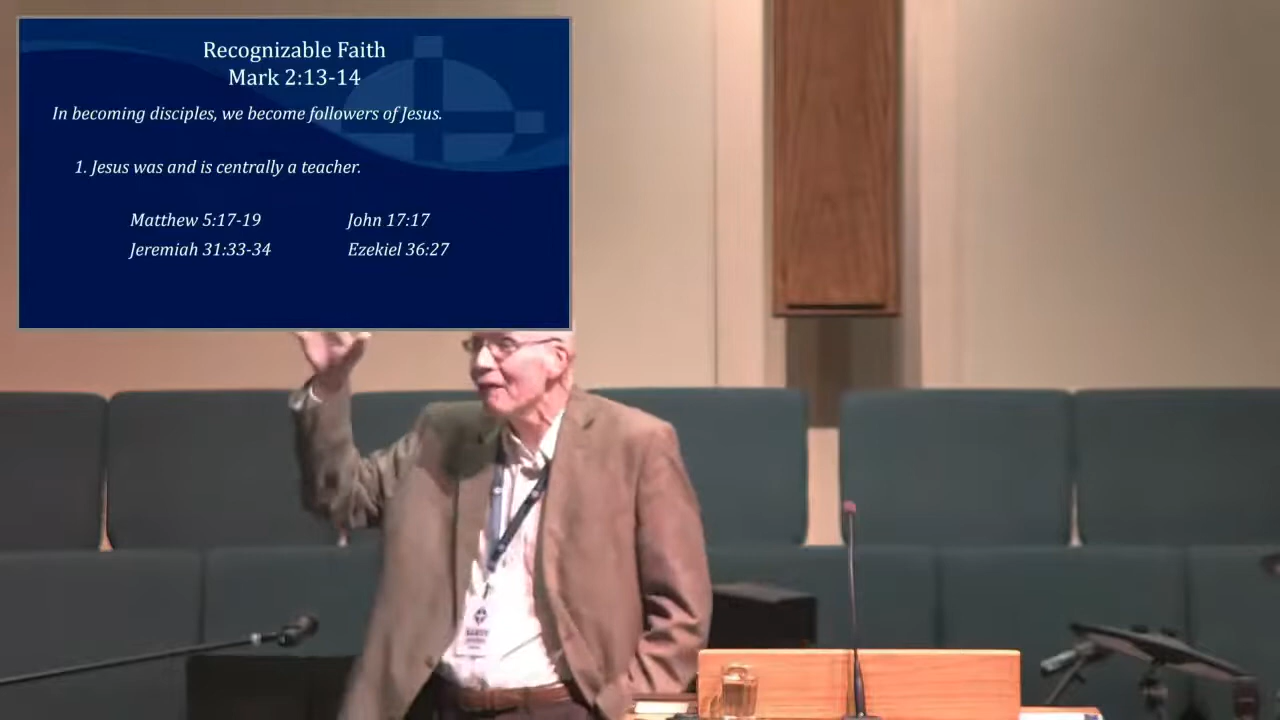 Recognizable Faith
Mark 2:13-14
In becoming disciples, we become followers of Jesus.
1. Jesus was and is centrally a teacher.
Matthew 5:17-19 John 17:17
Jeremiah 31:33-34 Ezekiel 36:27